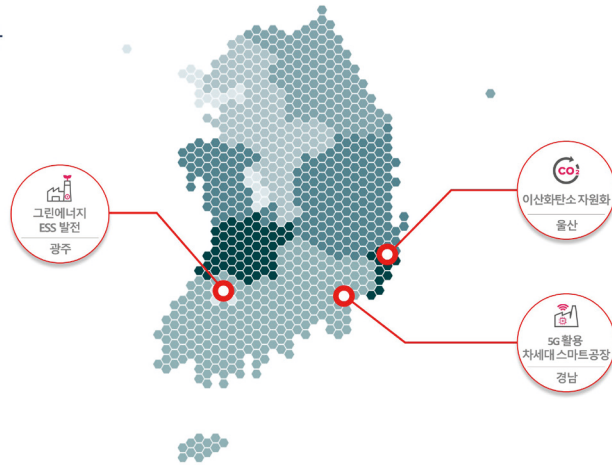 그린에너지
ESS 발전
광주
CO₂
이산화탄소 자원화
울산
5G 활용
차세대 스마트공장
경남